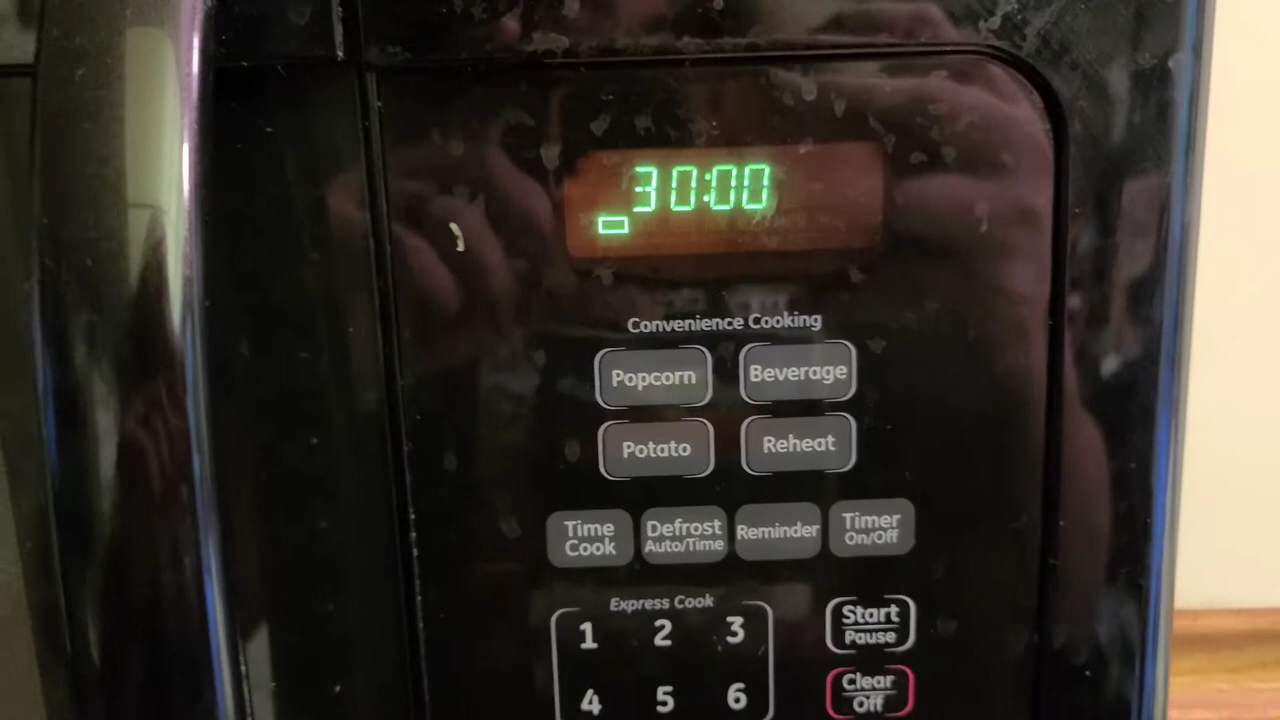 30:00
Convenience Cooking
Popcorn
Beverage
Potato
Reheat
Time
Cook
Defrost
Auto/Time
Reminder
Timer
On/Off
Express Cook
1 2 3
Start
Pause
4 5 6
Clear
Off